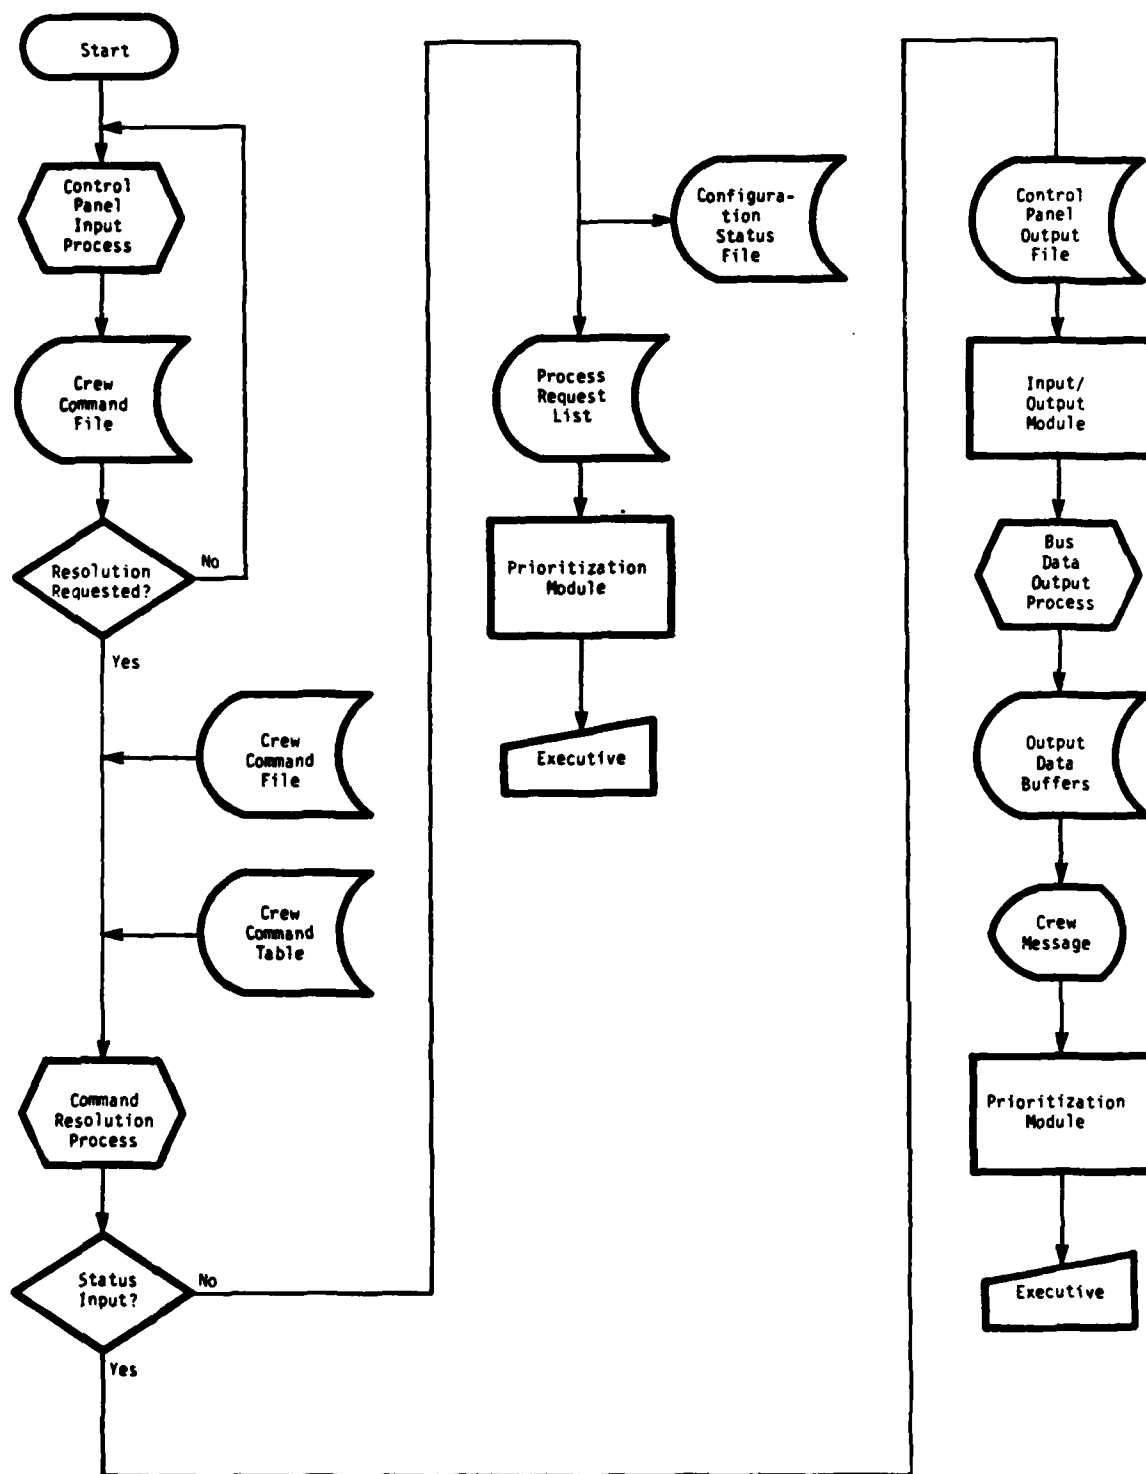 Start
Control
Panel
Input
Process
Crew
Command
File
Resolution
Requested?
No
Yes
Crew
Command
File
Crew
Command
Table
Command
Resolution
Process
Status
Input?
No
Yes
Configura-
tion
Status
File
Process
Request
List
Prioritization
Module
Executive
Control
Panel
Output
File
Input/
Output
Module
Bus
Data
Output
Process
Output
Data
Buffers
Crew
Message
Prioritization
Module
Executive